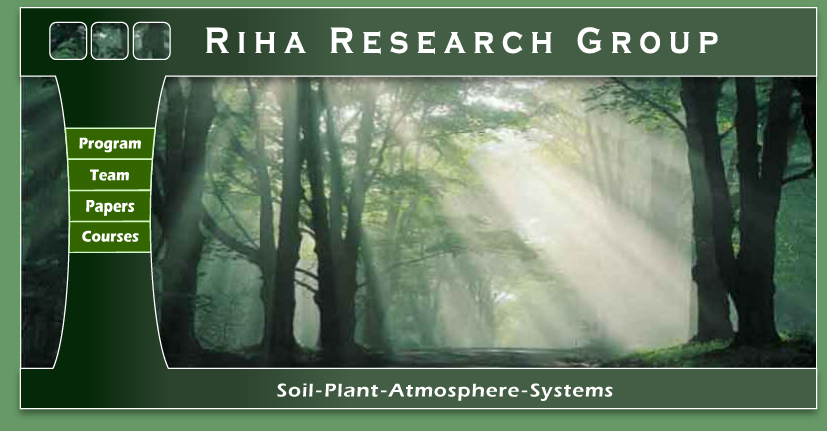 Riha Research Group
Program
Team
Papers
Courses
Soil-Plant-Atmosphere-Systems